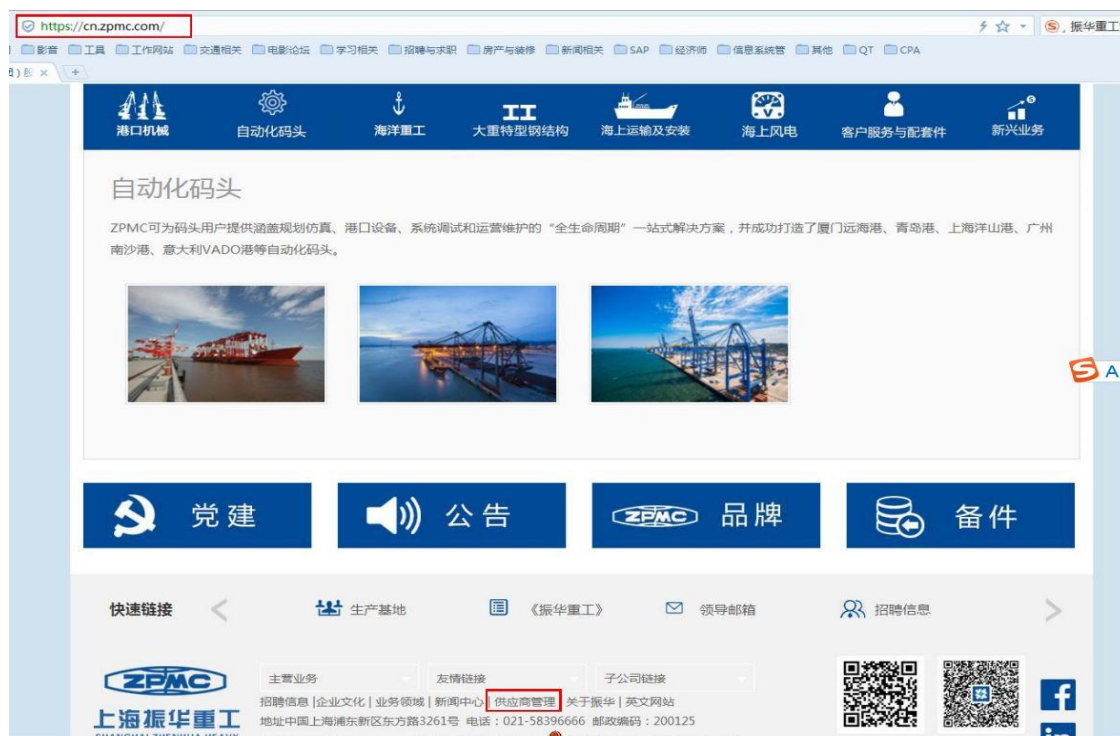 https://cn.zpmc.com/
振华重工
影音 工具 工作网站 交通相关 电影论坛 学习相关 招聘与求职 房产与装修 新闻相关 SAP 经济师 信息系统管 其他 QT CPA
港口机械 自动化码头 海洋重工 大重特型钢结构 海上运输及安装 海上风电 客户服务与配套件 新兴业务
自动化码头
ZPMC可为码头用户提供涵盖规划仿真、港口设备、系统调试和运营维护的“全生命周期”一站式解决方案，并成功打造了厦门远海港、青岛港、上海洋山港、广州
南沙港、意大利VADO港等自动化码头。
党建 公告 ZPMC 品牌 备件
快速链接 生产基地 《振华重工》 领导邮箱 招聘信息
ZPMC 主营业务 友情链接 子公司链接
招聘信息 | 企业文化 | 业务领域 | 新闻中心 | 供应商管理 | 关于振华 | 英文网站
上海振华重工 地址中国上海浦东新区东方路3261号 电话：021-58396666 邮政编码：200125